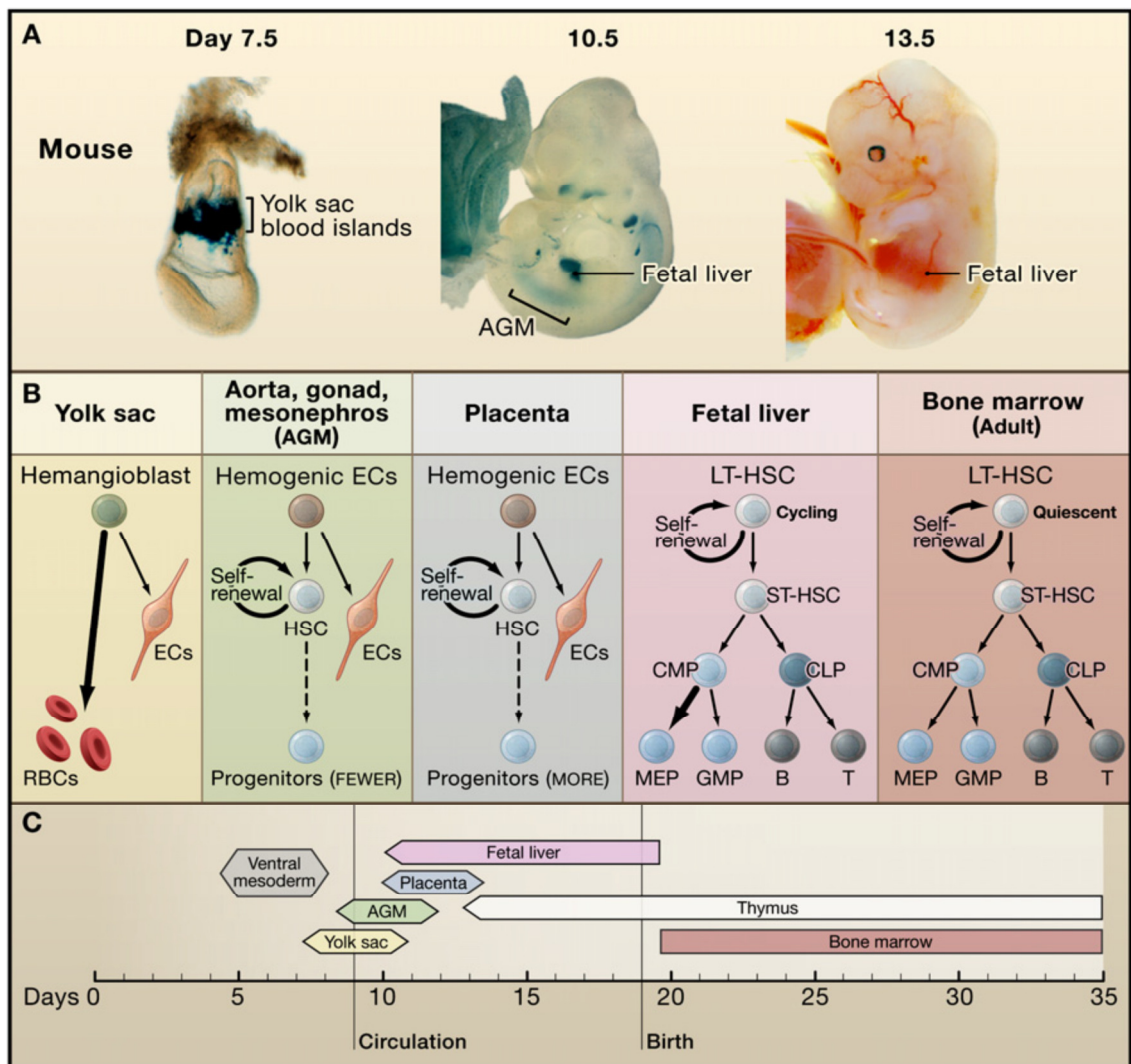 A
Day 7.5
10.5
13.5
Mouse
Yolk sac
blood islands
Fetal liver
AGM
Fetal liver
B
Yolk sac
Aorta, gonad,
mesonephros
(AGM)
Placenta
Fetal liver
Bone marrow
(Adult)
Hemangioblast
ECs
RBCs
Hemogenic ECs
Self-
renewal
HSC
ECs
Progenitors (FEWER)
Hemogenic ECs
Self-
renewal
HSC
ECs
Progenitors (MORE)
LT-HSC
Cycling
Self-
renewal
ST-HSC
CMP
CLP
MEP
GMP
B
T
LT-HSC
Quiescent
Self-
renewal
ST-HSC
CMP
CLP
MEP
GMP
B
T
C
Ventral
mesoderm
Fetal liver
Placenta
AGM
Thymus
Yolk sac
Bone marrow
Days 0 5 10 15 20 25 30 35
Circulation
Birth